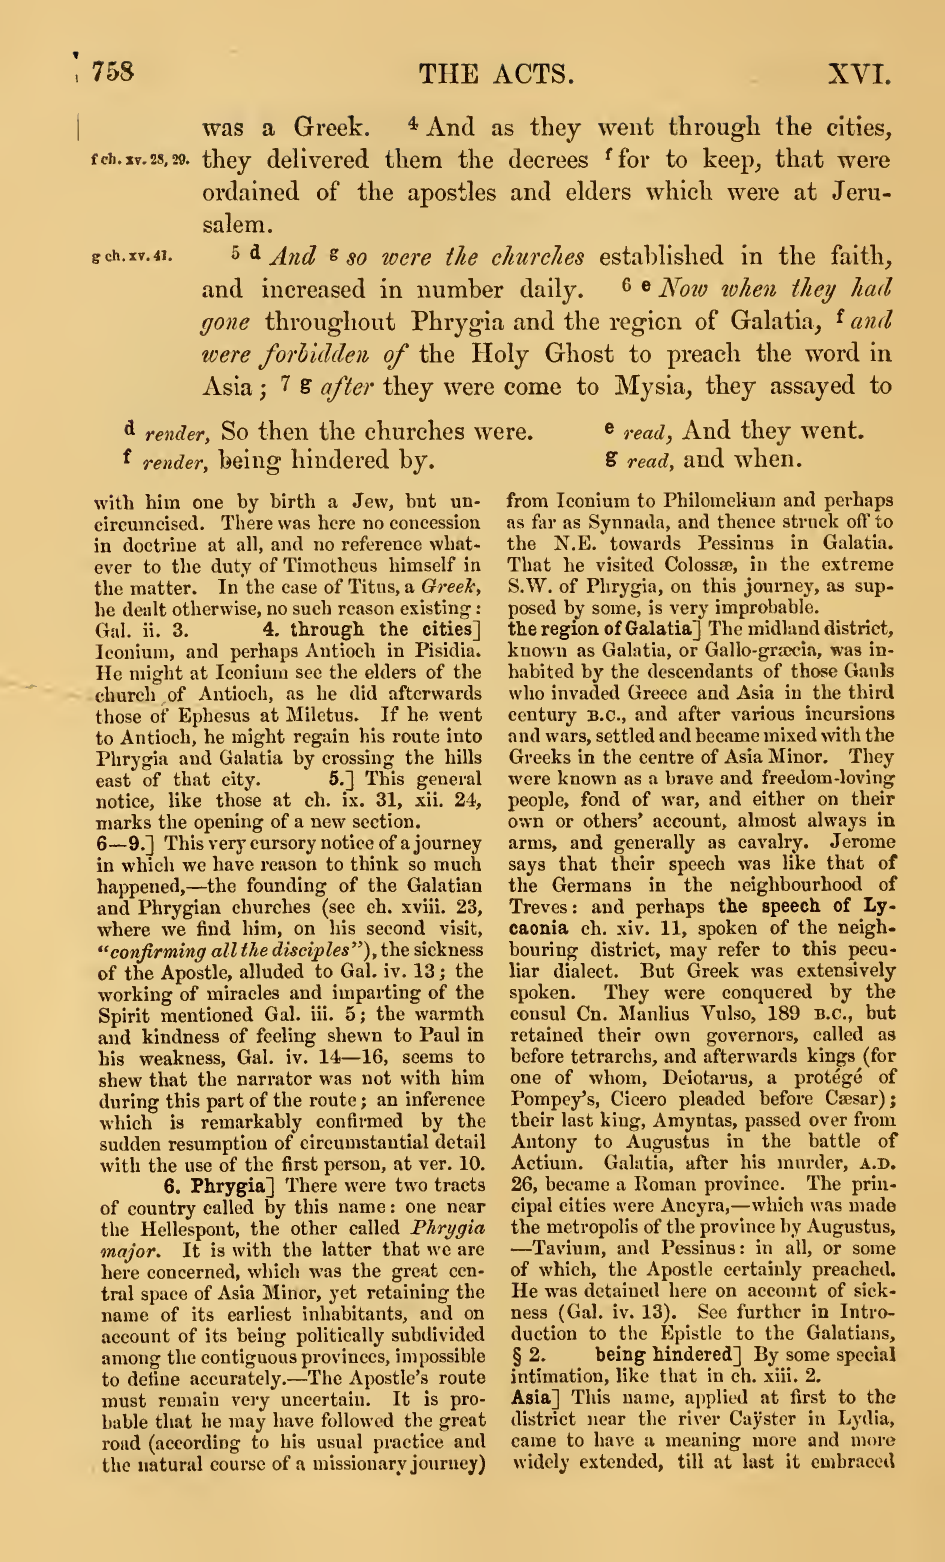 758 THE ACTS. XVI.
was a Greek. 4 And as they went through the cities,
f ch. xv. 28, 29. they delivered them the decrees f for to keep, that were
ordained of the apostles and elders which were at Jeru-
salem.
g ch. xv. 41. 5 d And g so were the churches established in the faith,
and increased in number daily. 6 e Now when they had
gone throughout Phrygia and the region of Galatia, f and
were forbidden of the Holy Ghost to preach the word in
Asia; 7 g after they were come to Mysia, they assayed to
d render, So then the churches were.
f render, being hindered by.
e read, And they went.
g read, and when.
with him one by birth a Jew, but un-
circumcised. There was here no concession
in doctrine at all, and no reference what-
ever to the duty of Timotheus himself in
the matter. In the case of Titus, a Greek,
he dealt otherwise, no such reason existing:
Gal. ii. 3. 4. through the cities]
Iconium, and perhaps Antioch in Pisidia.
He might at Iconium see the elders of the
church of Antioch, as he did afterwards
those of Ephesus at Miletus. If he went
to Antioch, he might regain his route into
Phrygia and Galatia by crossing the hills
east of that city. 5.] This general
notice, like those at ch. ix. 31, xii. 24,
marks the opening of a new section.
6—9.] This very cursory notice of a journey
in which we have reason to think so much
happened,—the founding of the Galatian
and Phrygian churches (see ch. xviii. 23,
where we find him, on his second visit,
"confirming all the disciples"), the sickness
of the Apostle, alluded to Gal. iv. 13; the
working of miracles and imparting of the
Spirit mentioned Gal. iii. 5; the warmth
and kindness of feeling shewn to Paul in
his weakness, Gal. iv. 14—16, seems to
shew that the narrator was not with him
during this part of the route; an inference
which is remarkably confirmed by the
sudden resumption of circumstantial detail
with the use of the first person, at ver. 10.
6. Phrygia] There were two tracts
of country called by this name: one near
the Hellespont, the other called Phrygia
major. It is with the latter that we are
here concerned, which was the great cen-
tral space of Asia Minor, yet retaining the
name of its earliest inhabitants, and on
account of its being politically subdivided
among the contiguous provinces, impossible
to define accurately.—The Apostle's route
must remain very uncertain. It is pro-
bable that he may have followed the great
road (according to his usual practice and
the natural course of a missionary journey)
from Iconium to Philomelium and perhaps
as far as Synnada, and thence struck off to
the N.E. towards Pessinus in Galatia.
That he visited Colossæ, in the extreme
S.W. of Phrygia, on this journey, as sup-
posed by some, is very improbable.
the region of Galatia] The midland district,
known as Galatia, or Gallo-græcia, was in-
habited by the descendants of those Gauls
who invaded Greece and Asia in the third
century B.C., and after various incursions
and wars, settled and became mixed with the
Greeks in the centre of Asia Minor. They
were known as a brave and freedom-loving
people, fond of war, and either on their
own or others' account, almost always in
arms, and generally as cavalry. Jerome
says that their speech was like that of
the Germans in the neighbourhood of
Treves: and perhaps the speech of Ly-
caonia ch. xiv. 11, spoken of the neigh-
bouring district, may refer to this pecu-
liar dialect. But Greek was extensively
spoken. They were conquered by the
consul Cn. Manlius Vulso, 189 B.C., but
retained their own governors, called as
before tetrarchs, and afterwards kings (for
one of whom, Deiotarus, a protégé of
Pompey's, Cicero pleaded before Cæsar);
their last king, Amyntas, passed over from
Antony to Augustus in the battle of
Actium. Galatia, after his murder, A.D.
26, became a Roman province. The prin-
cipal cities were Ancyra,—which was made
the metropolis of the province by Augustus,
—Tavium, and Pessinus: in all, or some
of which, the Apostle certainly preached.
He was detained here on account of sick-
ness (Gal. iv. 13). See further in Intro-
duction to the Epistle to the Galatians,
§ 2. being hindered] By some special
intimation, like that in ch. xiii. 2.
Asia] This name, applied at first to the
district near the river Caÿster in Lydia,
came to have a meaning more and more
widely extended, till at last it embraced